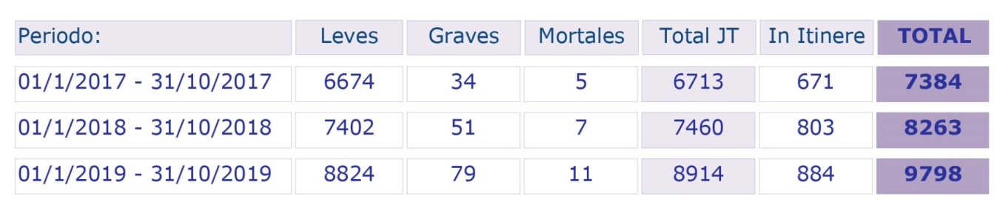 Periodo: Leves Graves Mortales Total JT In Itinere TOTAL
01/1/2017 - 31/10/2017 6674 34 5 6713 671 7384
01/1/2018 - 31/10/2018 7402 51 7 7460 803 8263
01/1/2019 - 31/10/2019 8824 79 11 8914 884 9798